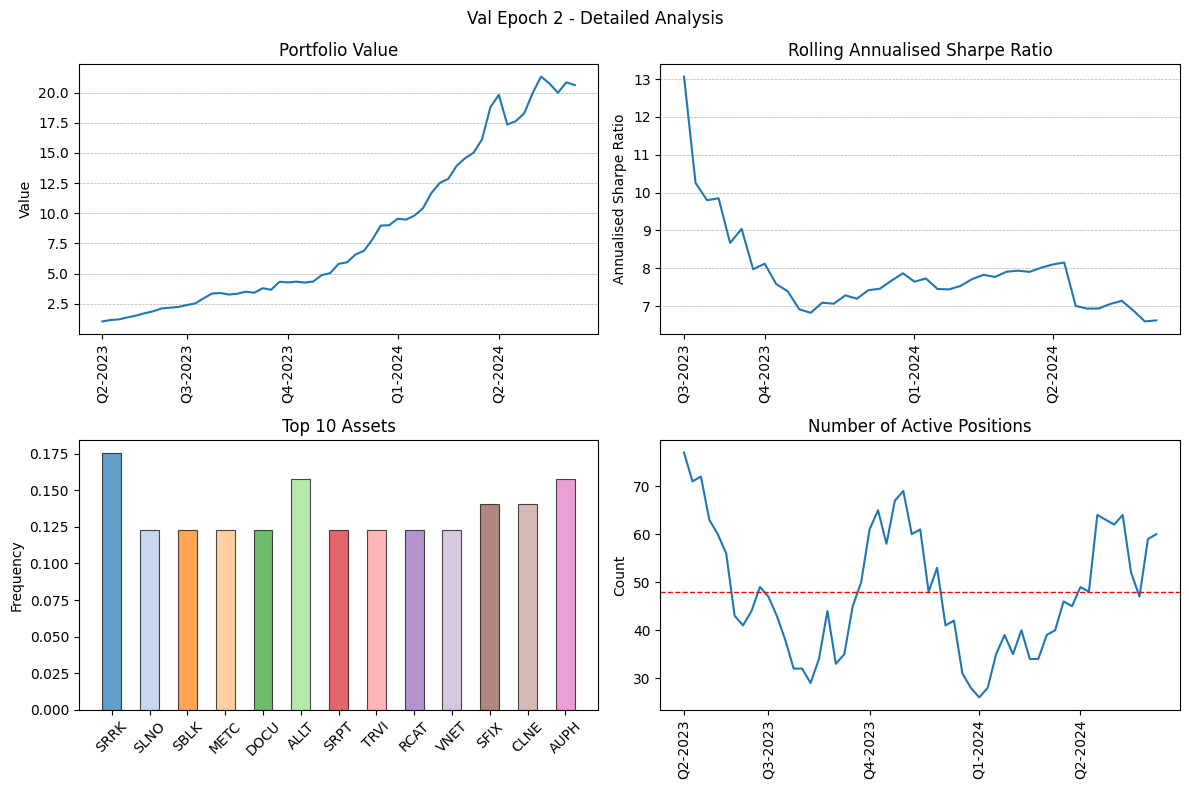 Val Epoch 2 - Detailed Analysis
Portfolio Value
Value
20.0
17.5
15.0
12.5
10.0
7.5
5.0
2.5
Q2-2023
Q3-2023
Q4-2023
Q1-2024
Q2-2024
Rolling Annualised Sharpe Ratio
Annualised Sharpe Ratio
13
12
11
10
9
8
7
Q3-2023
Q4-2023
Q1-2024
Q2-2024
Top 10 Assets
Frequency
0.175
0.150
0.125
0.100
0.075
0.050
0.025
0.000
SRRK
SLNO
SBLK
METC
DOCU
ALLT
SRPT
TRVI
RCAT
VNET
SFIX
CLNE
AUPH
Number of Active Positions
Count
70
60
50
40
30
Q2-2023
Q3-2023
Q4-2023
Q1-2024
Q2-2024